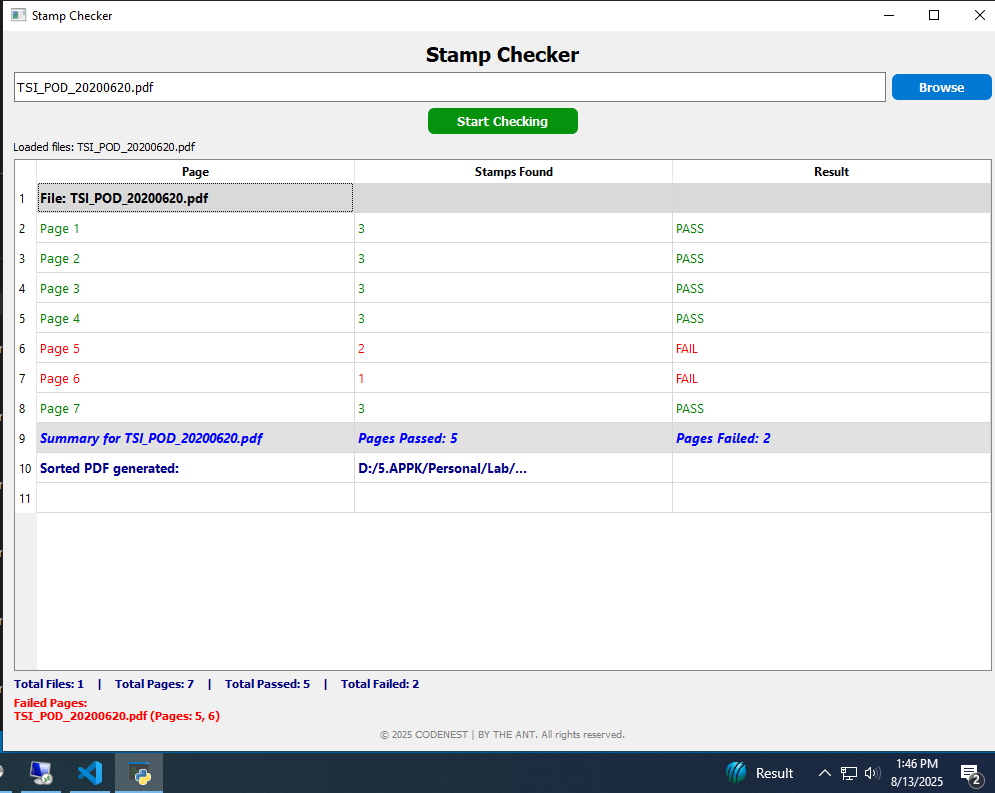 Stamp Checker
Stamp Checker
TSI_POD_20200620.pdf Browse
Start Checking
Loaded files: TSI_POD_20200620.pdf
Page Stamps Found Result
1 File: TSI_POD_20200620.pdf
2 Page 1 3 PASS
3 Page 2 3 PASS
4 Page 3 3 PASS
5 Page 4 3 PASS
6 Page 5 2 FAIL
7 Page 6 1 FAIL
8 Page 7 3 PASS
9 Summary for TSI_POD_20200620.pdf Pages Passed: 5 Pages Failed: 2
10 Sorted PDF generated: D:/5.APPK/Personal/Lab/...
11
Total Files: 1 | Total Pages: 7 | Total Passed: 5 | Total Failed: 2
Failed Pages:
TSI_POD_20200620.pdf (Pages: 5, 6)
© 2025 CODENEST | BY THE ANT. All rights reserved.
Result
1:46 PM
8/13/2025
2